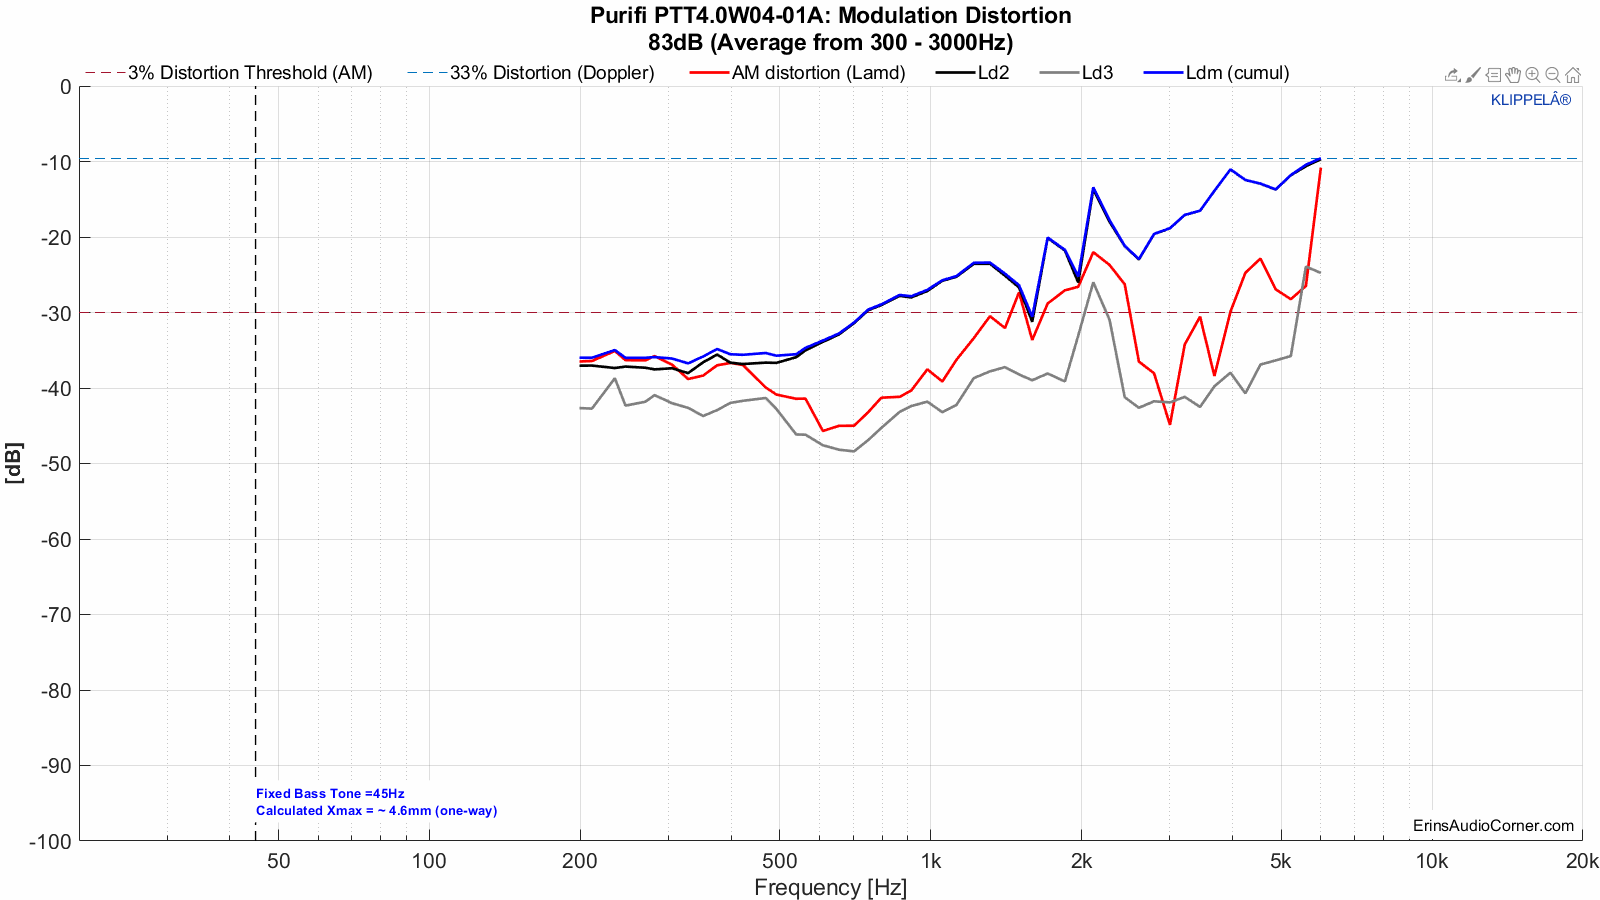 Purifi PTT4.0W04-01A: Modulation Distortion
83dB (Average from 300 - 3000Hz)
3% Distortion Threshold (AM) 33% Distortion (Doppler) AM distortion (Lamd) Ld2 Ld3 Ldm (cumul)
KLIPPELÂ®
0
-10
-20
-30
-40
-50
-60
-70
-80
-90
-100
[dB]
Fixed Bass Tone =45Hz
Calculated Xmax = ~ 4.6mm (one-way)
ErinsAudioCorner.com
50 100 200 500 1k 2k 5k 10k 20k
Frequency [Hz]